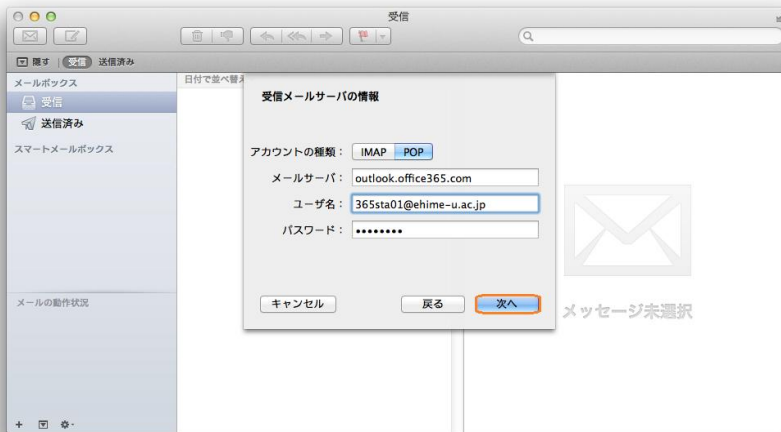 受信
隠す 受信 送信済み
メールボックス
受信
送信済み
スマートメールボックス
メールの動作状況
日付で並べ替え
受信メールサーバの情報
アカウントの種類： IMAP POP
メールサーバ： outlook.office365.com
ユーザ名： 365sta01@ehime-u.ac.jp
パスワード： ••••••••
キャンセル 戻る 次へ
メッセージ未選択